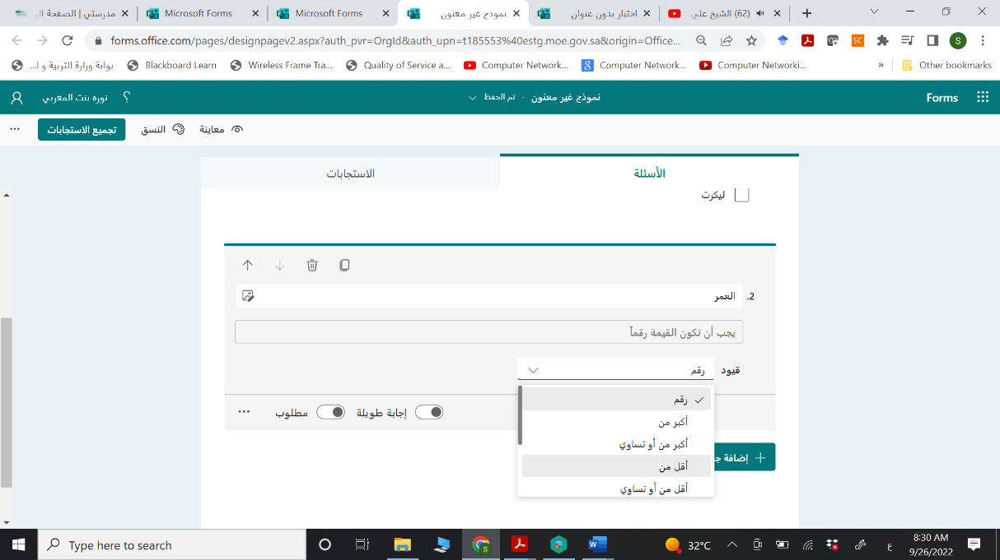 مدرستي | الصفحة الر
Microsoft Forms
Microsoft Forms
نموذج غير معنون
اختبار بدون عنوان
(62) الشيخ علي
forms.office.com/pages/designpagev2.aspx?auth_pvr=OrgId&auth_upn=t185553%40estg.moe.gov.sa&origin=Office...
SC
S
بوابة وزارة التربية و ا...
Blackboard Learn
Wireless Frame Tra...
Quality of Service a...
Computer Network...
Computer Network...
Computer Networki...
»
Other bookmarks
Forms
نموذج غير معنون - تم الحفظ
؟
نوره بنت المعربي
معاينة
النسق
تجميع الاستجابات
الأسئلة
الاستجابات
ليكرت
2.
العمر
يجب أن تكون القيمة رقماً
قيود
رقم
رقم
أكبر من
أكبر من أو تساوي
أقل من
أقل من أو تساوي
إجابة طويلة
مطلوب
إضافة ج
Type here to search
32°C
ع
8:30 AM
9/26/2022